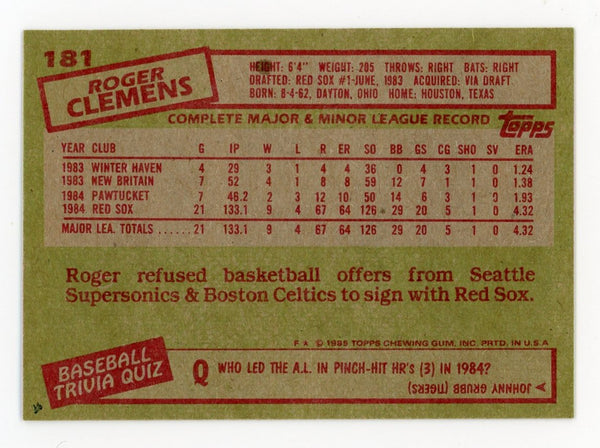 181
ROGER
CLEMENS
HEIGHT: 6'4" WEIGHT: 205 THROWS: RIGHT BATS: RIGHT
DRAFTED: RED SOX #1-JUNE, 1983 ACQUIRED: VIA DRAFT
BORN: 8-4-62, DAYTON, OHIO HOME: HOUSTON, TEXAS
COMPLETE MAJOR & MINOR LEAGUE RECORD
Topps
YEAR CLUB G IP W L R ER SO BB GS CG SHO SV ERA
1983 WINTER HAVEN 4 29 3 1 4 4 36 0 4 3 1 0 1.24
1983 NEW BRITAIN 7 52 4 1 8 8 59 12 7 1 1 0 1.38
1984 PAWTUCKET 7 46.2 2 3 12 10 50 14 6 3 1 0 1.93
1984 RED SOX 21 133.1 9 4 67 64 126 29 20 5 1 0 4.32
MAJOR LEA. TOTALS 21 133.1 9 4 67 64 126 29 20 5 1 0 4.32
Roger refused basketball offers from Seattle
Supersonics & Boston Celtics to sign with Red Sox.
F★ © 1985 TOPPS CHEWING GUM, INC. PRTD. IN U.S.A
BASEBALL
TRIVIA QUIZ
Q WHO LED THE A.L. IN PINCH-HIT HR's (3) IN 1984?
A JOHNNY GRUBB (TIGERS)